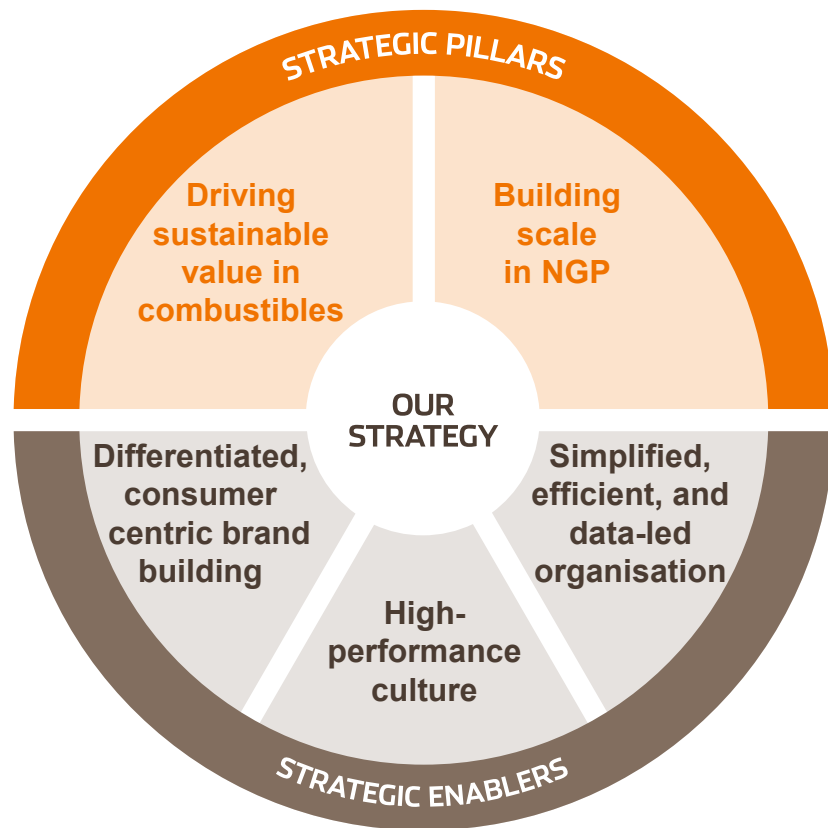 STRATEGIC PILLARS
Driving
sustainable
value in
combustibles
Building
scale
in NGP
OUR
STRATEGY
Differentiated,
consumer
centric brand
building
High-
performance
culture
Simplified,
efficient, and
data-led
organisation
STRATEGIC ENABLERS